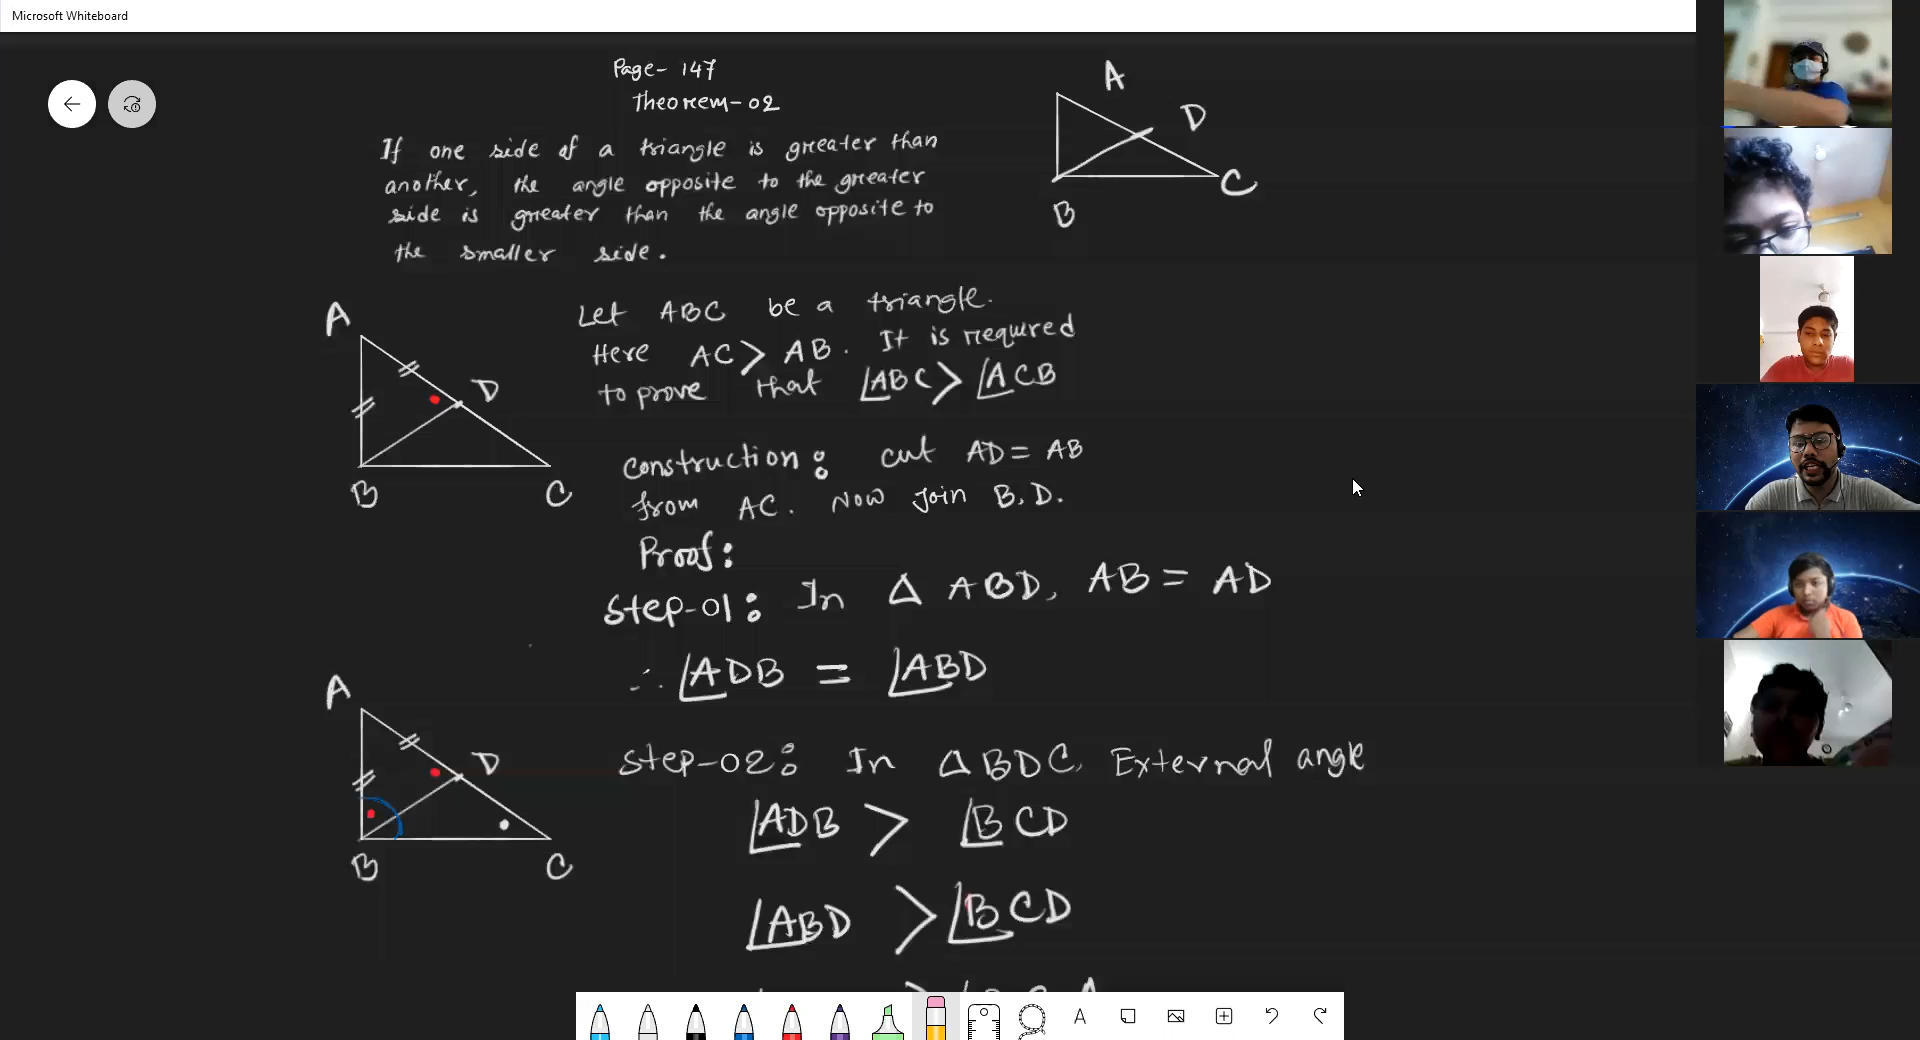 Microsoft Whiteboard
Page- 147
Theorem-02
If one side of a triangle is greater than
another, the angle opposite to the greater
side is greater than the angle opposite to
the smaller side.
A
D
B
C
Let ABC be a triangle.
Here AC > AB. It is required
to prove that ∠ABC > ∠ACB
A
D
B
C
construction: cut AD = AB
from AC. Now Join B, D.
Proof:
Step-01: In Δ ABD, AB = AD
∴ ∠ADB = ∠ABD
A
D
B
C
Step-02: In ΔBDC, External angle
∠ADB > ∠BCD
∠ABD > ∠BCD
A